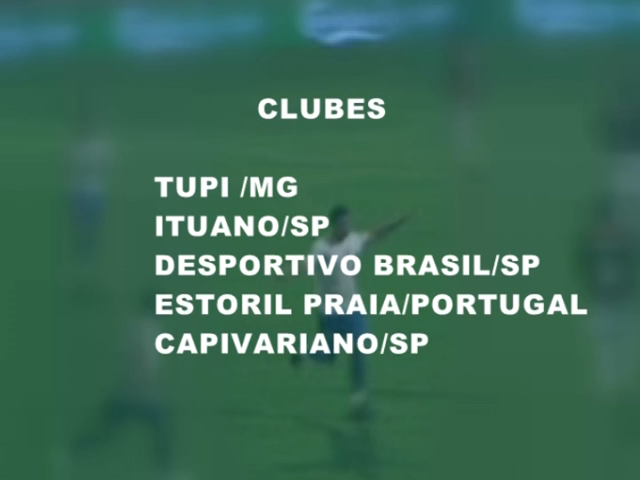 CLUBES
TUPI /MG
ITUANO/SP
DESPORTIVO BRASIL/SP
ESTORIL PRAIA/PORTUGAL
CAPIVARIANO/SP